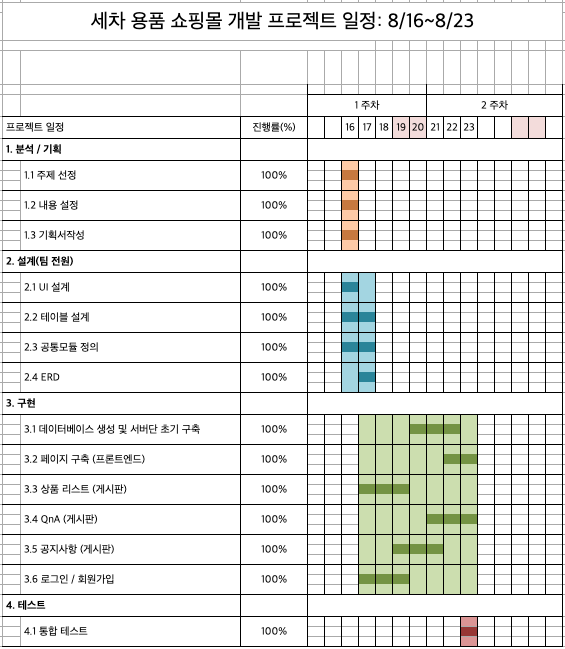 세차 용품 쇼핑몰 개발 프로젝트 일정: 8/16~8/23
1 주차 2 주차
프로젝트 일정 진행률(%) 16 17 18 19 20 21 22 23
1. 분석 / 기획
1.1 주제 선정 100%
1.2 내용 설정 100%
1.3 기획서작성 100%
2. 설계(팀 전원)
2.1 UI 설계 100%
2.2 테이블 설계 100%
2.3 공통모듈 정의 100%
2.4 ERD 100%
3. 구현
3.1 데이터베이스 생성 및 서버단 초기 구축 100%
3.2 페이지 구축 (프론트엔드) 100%
3.3 상품 리스트 (게시판) 100%
3.4 QnA (게시판) 100%
3.5 공지사항 (게시판) 100%
3.6 로그인 / 회원가입 100%
4. 테스트
4.1 통합 테스트 100%